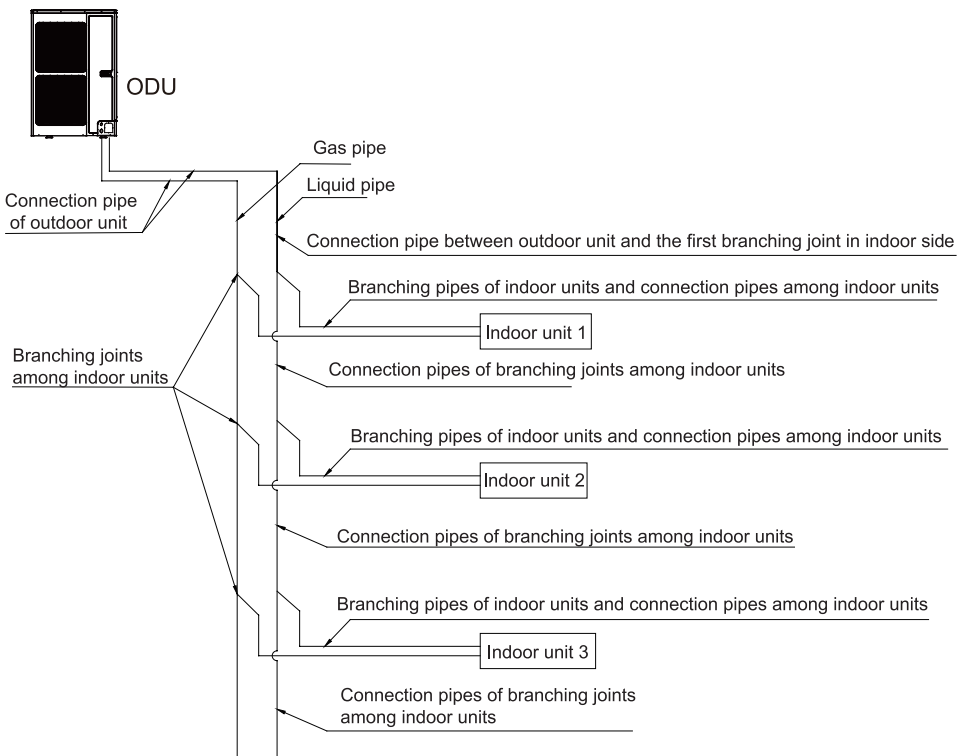 ODU
Gas pipe
Liquid pipe
Connection pipe
of outdoor unit
Connection pipe between outdoor unit and the first branching joint in indoor side
Branching pipes of indoor units and connection pipes among indoor units
Indoor unit 1
Branching joints
among indoor units
Connection pipes of branching joints among indoor units
Branching pipes of indoor units and connection pipes among indoor units
Indoor unit 2
Connection pipes of branching joints among indoor units
Branching pipes of indoor units and connection pipes among indoor units
Indoor unit 3
Connection pipes of branching joints
among indoor units